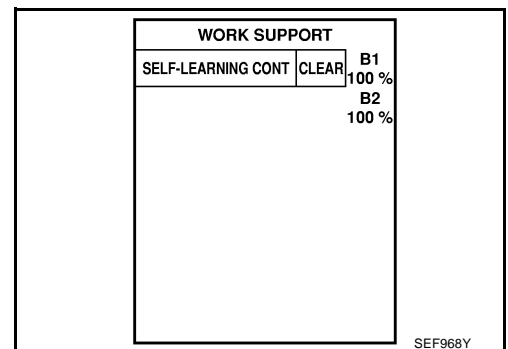 WORK SUPPORT
SELF-LEARNING CONT CLEAR B1
100 %
B2
100 %
SEF968Y